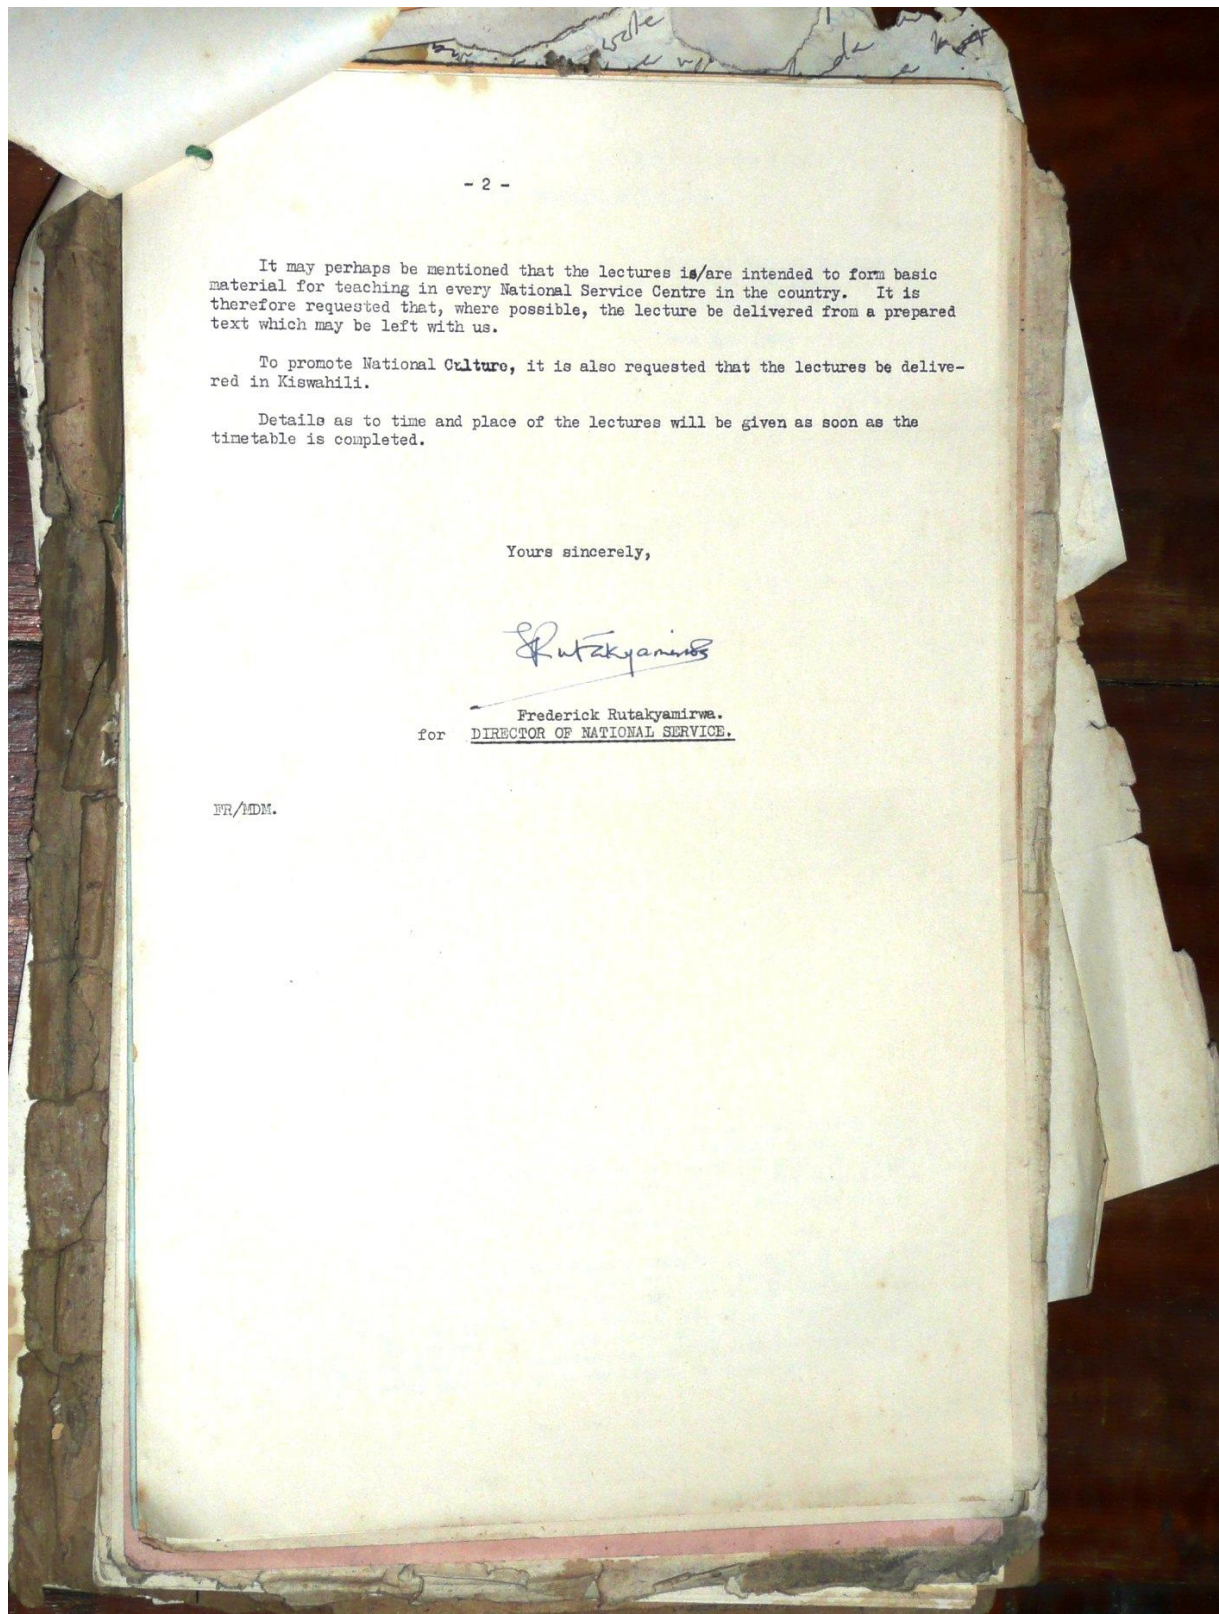 wote
da
- 2 -
It may perhaps be mentioned that the lectures is/are intended to form basic
material for teaching in every National Service Centre in the country. It is
therefore requested that, where possible, the lecture be delivered from a prepared
text which may be left with us.
To promote National Culture, it is also requested that the lectures be delive-
red in Kiswahili.
Details as to time and place of the lectures will be given as soon as the
timetable is completed.
Yours sincerely,
FRutakyamirwa
Frederick Rutakyamirwa.
for DIRECTOR OF NATIONAL SERVICE.
FR/MDM.